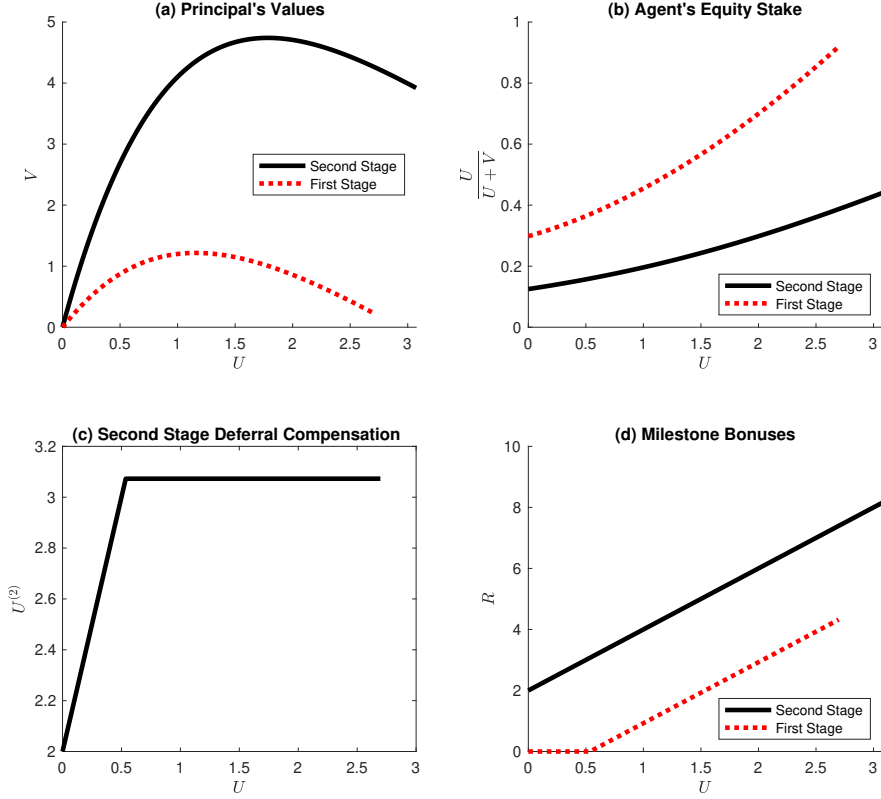 (a) Principal's Values
5
4
3
2
1
0
V
0 0.5 1 1.5 2 2.5 3
U
Second Stage
First Stage
(b) Agent's Equity Stake
1
0.8
0.6
0.4
0.2
0
U
U + V
0 0.5 1 1.5 2 2.5 3
U
Second Stage
First Stage
(c) Second Stage Deferral Compensation
3.2
3
2.8
2.6
2.4
2.2
2
U(2)
0 0.5 1 1.5 2 2.5 3
U
(d) Milestone Bonuses
10
8
6
4
2
0
R
0 0.5 1 1.5 2 2.5 3
U
Second Stage
First Stage